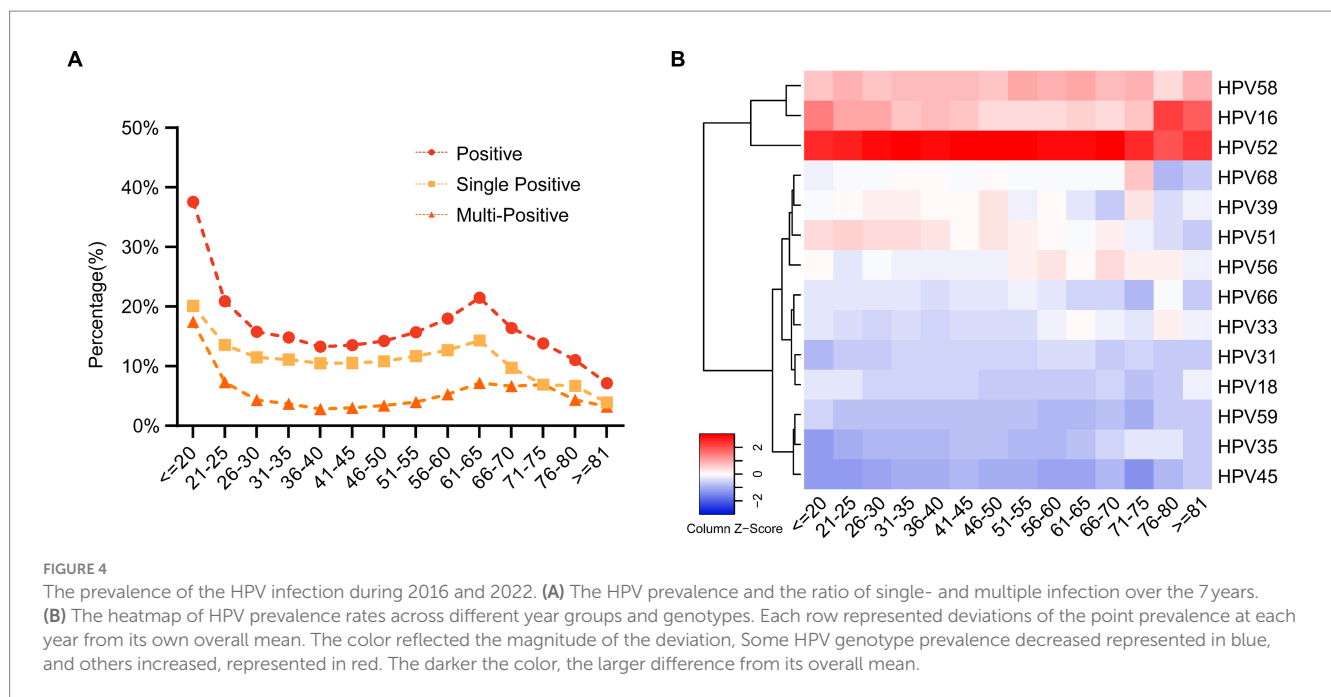 A
50%
40%
30%
20%
10%
0%
Percentage(%)
Positive
Single Positive
Multi-Positive
<=20 21-25 26-30 31-35 36-40 41-45 46-50 51-55 56-60 61-65 66-70 71-75 76-80 >=81
B
HPV58
HPV16
HPV52
HPV68
HPV39
HPV51
HPV56
HPV66
HPV33
HPV31
HPV18
HPV59
HPV35
HPV45
<=20 21-25 26-30 31-35 36-40 41-45 46-50 51-55 56-60 61-65 66-70 71-75 76-80 >=81
2
0
−2
Column Z−Score
FIGURE 4
The prevalence of the HPV infection during 2016 and 2022. (A) The HPV prevalence and the ratio of single- and multiple infection over the 7 years.
(B) The heatmap of HPV prevalence rates across different year groups and genotypes. Each row represented deviations of the point prevalence at each
year from its own overall mean. The color reflected the magnitude of the deviation, Some HPV genotype prevalence decreased represented in blue,
and others increased, represented in red. The darker the color, the larger difference from its overall mean.